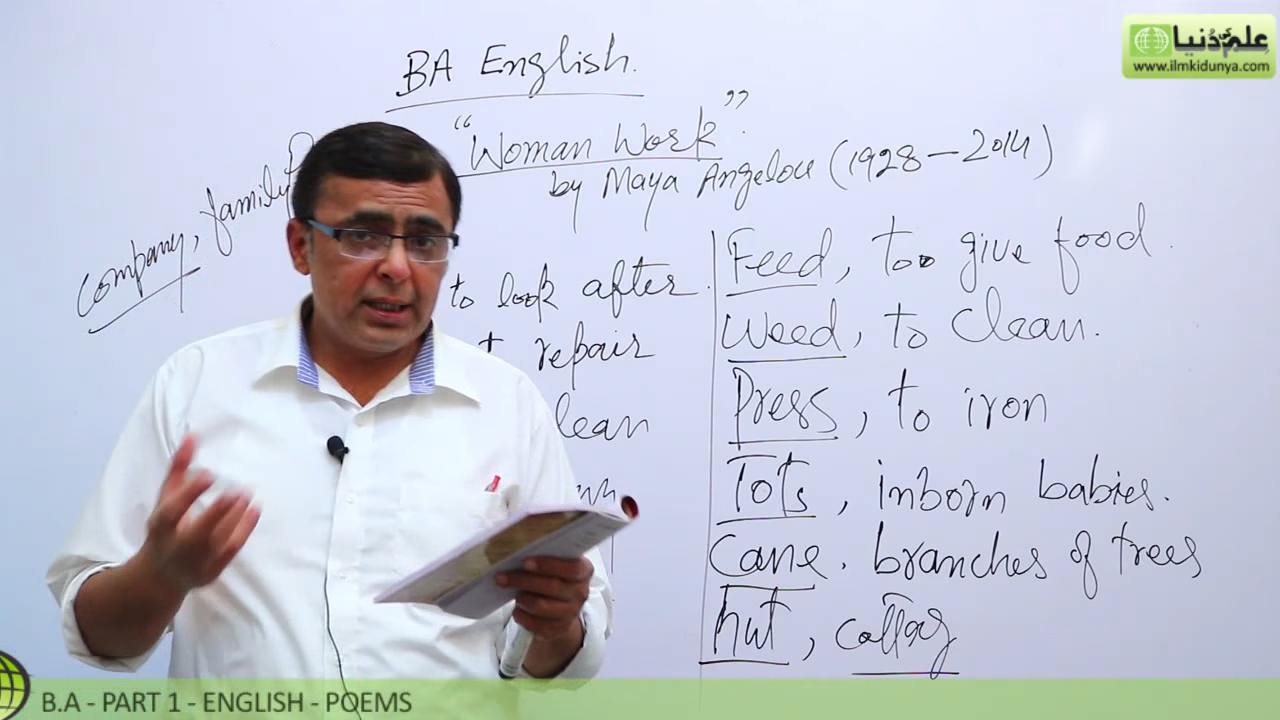 علم کی دنیا
www.ilmkidunya.com
BA English.
"Woman Work".
by Maya Angelou (1928-2014)
company, family
to look after.
repair
Feed, too give food.
Weed, to clean.
Press, to iron
Tots, inborn babies.
Cane. branches of trees
hut,
B.A - PART 1 - ENGLISH - POEMS